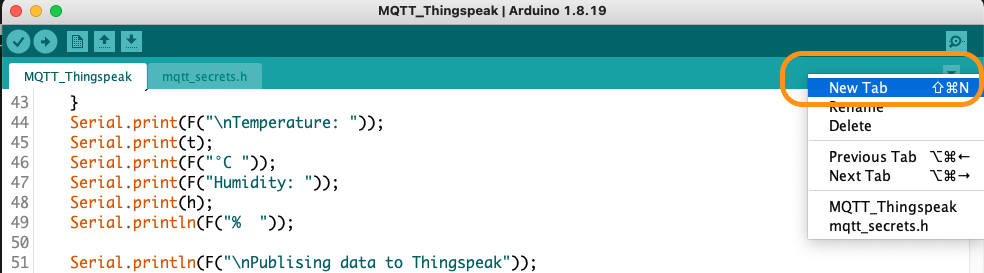 MQTT_Thingspeak | Arduino 1.8.19
MQTT_Thingspeak
mqtt_secrets.h
New Tab ⇧⌘N
Rename
Delete
Previous Tab ⌥⌘←
Next Tab ⌥⌘→
MQTT_Thingspeak
mqtt_secrets.h
43 }
44 Serial.print(F("\nTemperature: "));
45 Serial.print(t);
46 Serial.print(F("°C "));
47 Serial.print(F("Humidity: "));
48 Serial.print(h);
49 Serial.println(F("%  "));
50
51 Serial.println(F("\nPublising data to Thingspeak"));